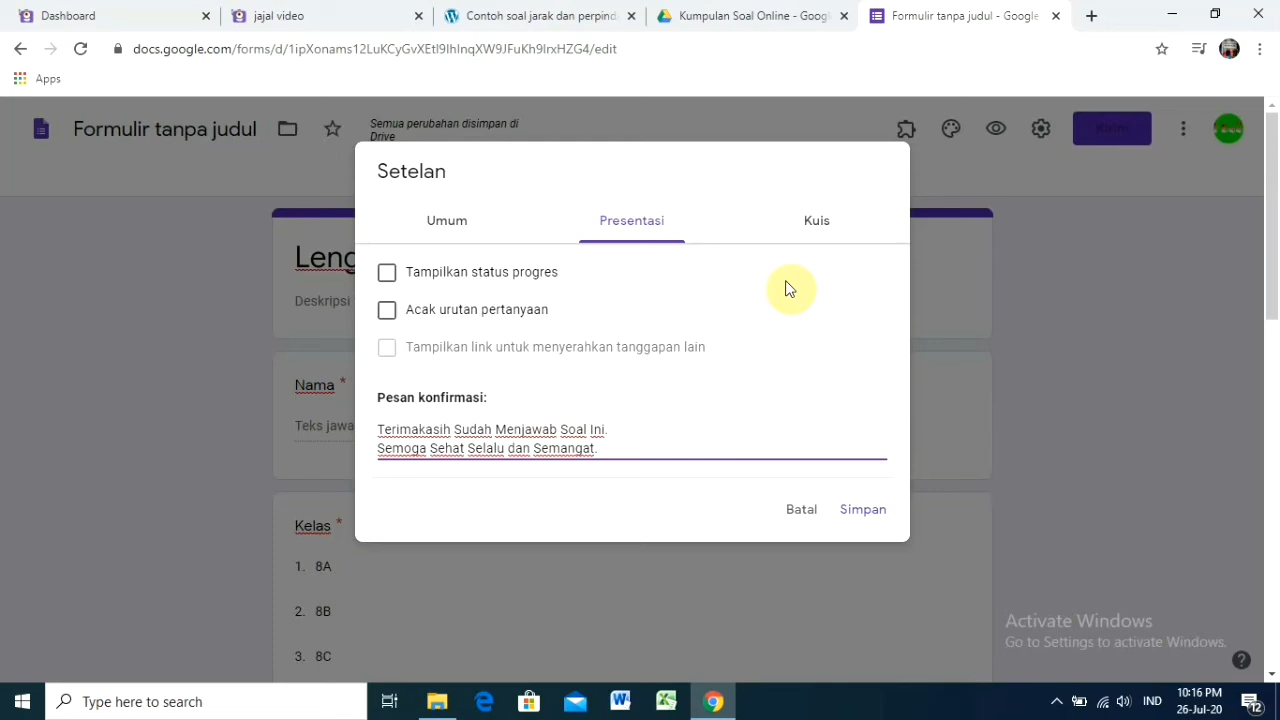 Dashboard
jajal video
Contoh soal jarak dan perpind
Kumpulan Soal Online - Googl
Formulir tanpa judul - Google
docs.google.com/forms/d/1ipXonams12LuKCyGvXEtl9lhlnqXW9JFuKh9lrxHZG4/edit
Apps
Formulir tanpa judul
Semua perubahan disimpan di
Drive
Kirim
Setelan
Umum
Presentasi
Kuis
Leng
Deskripsi
Tampilkan status progres
Acak urutan pertanyaan
Tampilkan link untuk menyerahkan tanggapan lain
Nama *
Teks jawa
Pesan konfirmasi:
Terimakasih Sudah Menjawab Soal Ini.
Semoga Sehat Selalu dan Semangat.
Batal
Simpan
Kelas *
1. 8A
2. 8B
3. 8C
Activate Windows
Go to Settings to activate Windows.
Type here to search
IND
10:16 PM
26-Jul-20
12